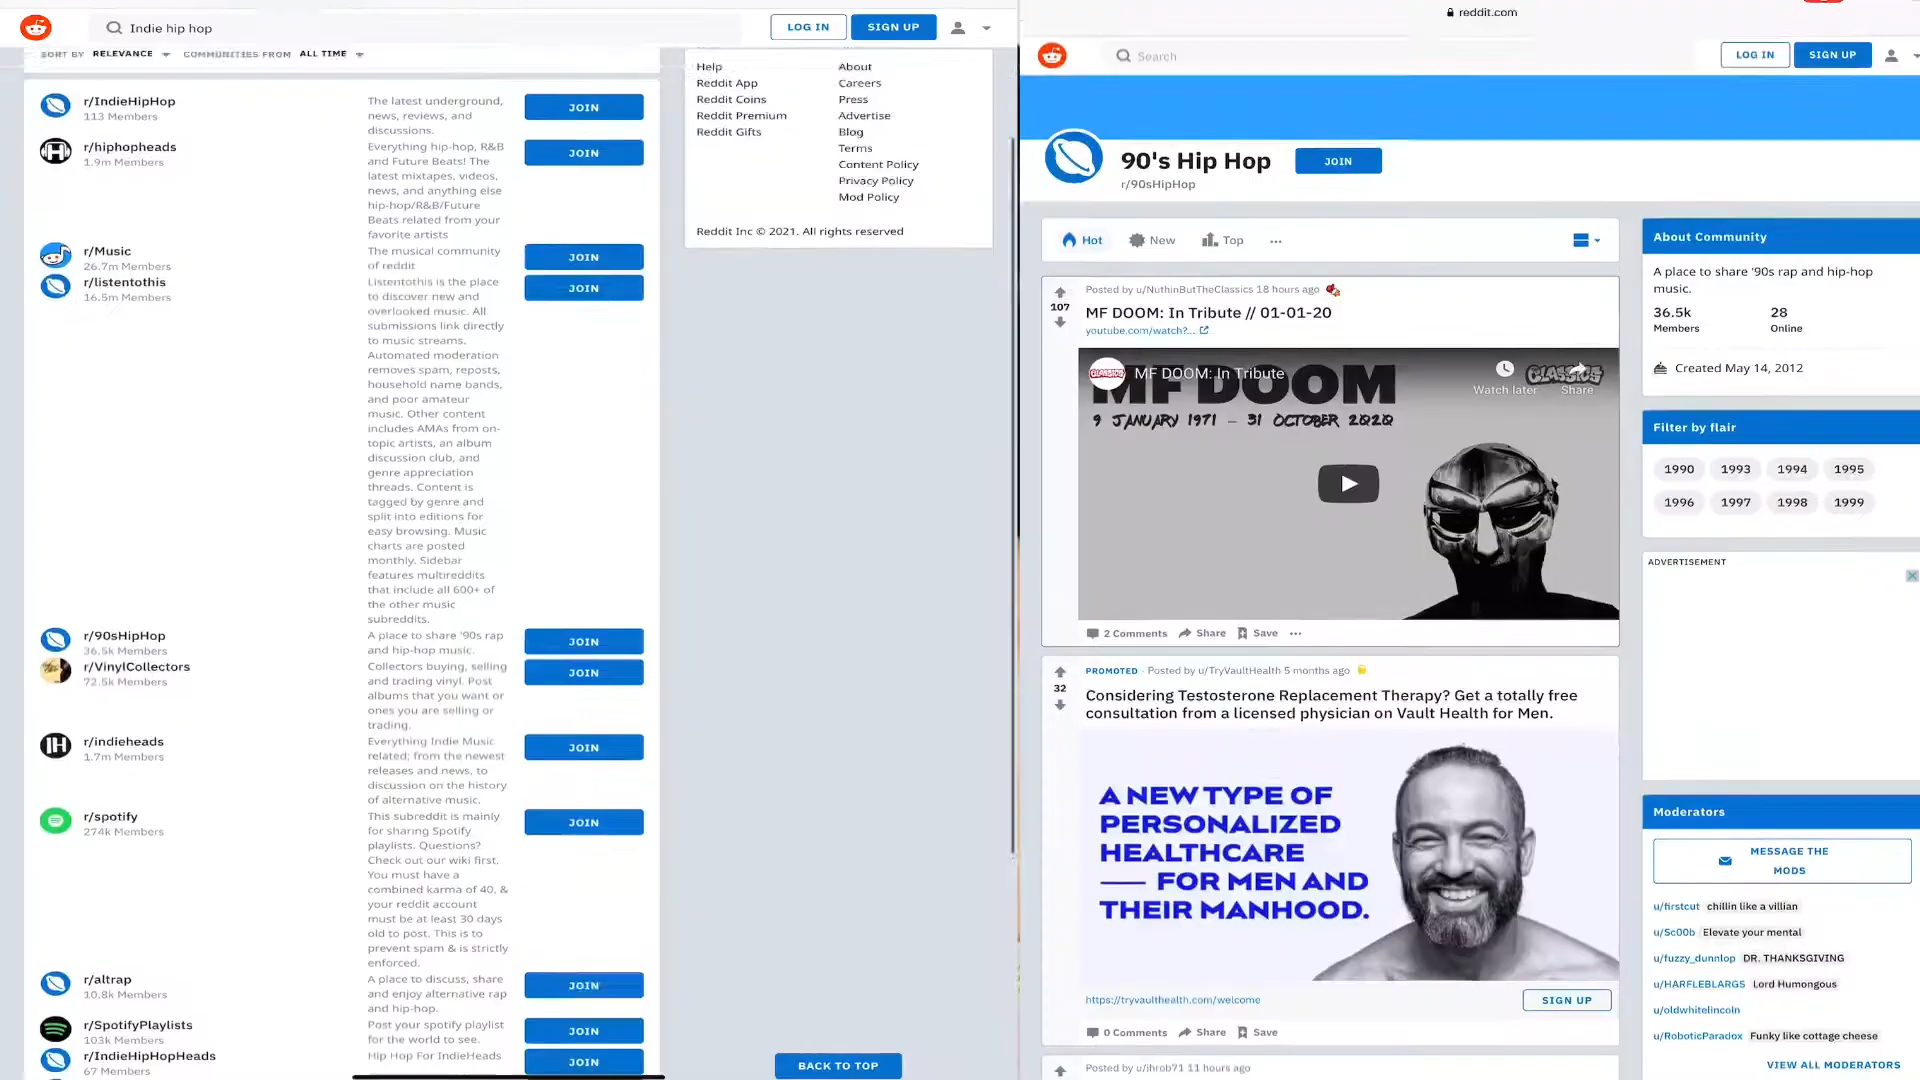 Indie hip hop
LOG IN
SIGN UP
SORT BY RELEVANCE COMMUNITIES FROM ALL TIME
r/IndieHipHop
113 Members
The latest underground,
news, reviews, and
discussions.
JOIN
r/hiphopheads
1.9m Members
Everything hip-hop, R&B
and Future Beats! The
latest mixtapes, videos,
news, and anything else
hip-hop/R&B/Future
Beats related from your
favorite artists
JOIN
r/Music
26.7m Members
The musical community
of reddit
JOIN
r/listentothis
16.5m Members
Listentothis is the place
to discover new and
overlooked music. All
submissions link directly
to music streams.
Automated moderation
removes spam, reposts,
household name bands,
and poor amateur
music. Other content
includes AMAs from on-
topic artists, an album
discussion club, and
genre appreciation
threads. Content is
tagged by genre and
split into editions for
easy browsing. Music
charts are posted
monthly. Sidebar
features multireddits
that include all 600+ of
the other music
subreddits.
JOIN
r/90sHipHop
36.5k Members
A place to share '90s rap
and hip-hop music.
JOIN
r/VinylCollectors
72.5k Members
Collectors buying, selling
and trading vinyl. Post
albums that you want or
ones you are selling or
trading.
JOIN
r/indieheads
1.7m Members
Everything Indie Music
related; from the newest
releases and news, to
discussion on the history
of alternative music.
JOIN
r/spotify
274k Members
This subreddit is mainly
for sharing Spotify
playlists. Questions?
Check out our wiki first.
You must have a
combined karma of 40, &
your reddit account
must be at least 30 days
old to post. This is to
prevent spam & is strictly
enforced.
JOIN
r/altrap
10.8k Members
A place to discuss, share
and enjoy alternative rap
and hip-hop.
JOIN
r/SpotifyPlaylists
103k Members
Post your spotify playlist
for the world to see.
JOIN
r/IndieHipHopHeads
67 Members
Hip Hop For IndieHeads
JOIN
Help
Reddit App
Reddit Coins
Reddit Premium
Reddit Gifts
About
Careers
Press
Advertise
Blog
Terms
Content Policy
Privacy Policy
Mod Policy
Reddit Inc © 2021. All rights reserved
BACK TO TOP
reddit.com
Search
LOG IN
SIGN UP
90's Hip Hop
JOIN
r/90sHipHop
Hot
New
Top
107
Posted by u/NuthinButTheClassics 18 hours ago
MF DOOM: In Tribute // 01-01-20
youtube.com/watch?...
CLASSICS
MF DOOM: In Tribute
MF DOOM
9 JANUARY 1971 – 31 OCTOBER 2020
Watch later
CLASSICS
Share
2 Comments
Share
Save
32
PROMOTED · Posted by u/TryVaultHealth 5 months ago
Considering Testosterone Replacement Therapy? Get a totally free
consultation from a licensed physician on Vault Health for Men.
A NEW TYPE OF
PERSONALIZED
HEALTHCARE
— FOR MEN AND
THEIR MANHOOD.
https://tryvaulthealth.com/welcome
SIGN UP
0 Comments
Share
Save
Posted by u/ihrob71 11 hours ago
About Community
A place to share '90s rap and hip-hop
music.
36.5k
Members
28
Online
Created May 14, 2012
Filter by flair
1990 1993 1994 1995
1996 1997 1998 1999
ADVERTISEMENT
Moderators
MESSAGE THE
MODS
u/firstcut chillin like a villian
u/Sc00b Elevate your mental
u/fuzzy_dunnlop DR. THANKSGIVING
u/HARFLEBLARGS Lord Humongous
u/oldwhitelincoln
u/RoboticParadox Funky like cottage cheese
VIEW ALL MODERATORS